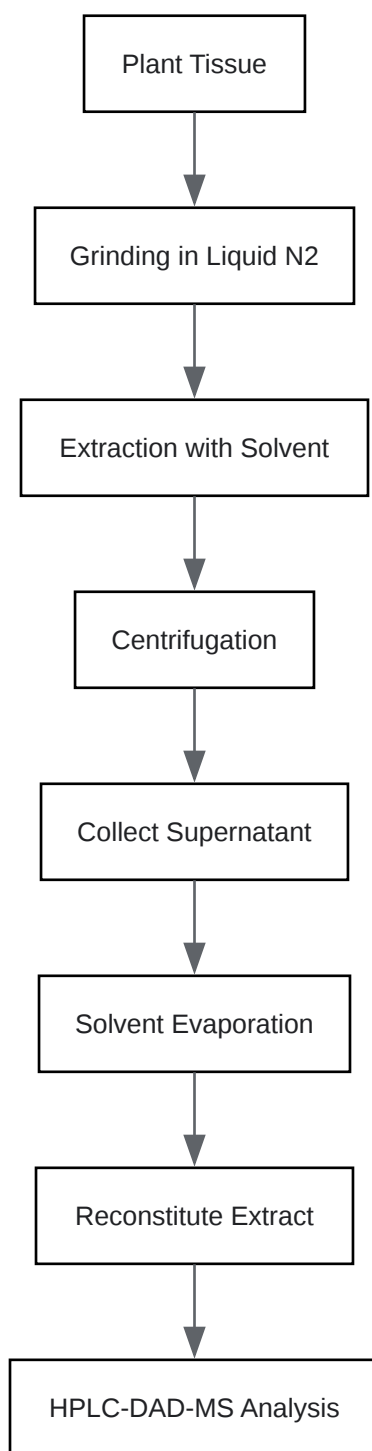 Plant Tissue
Grinding in Liquid N2
Extraction with Solvent
Centrifugation
Collect Supernatant
Solvent Evaporation
Reconstitute Extract
HPLC-DAD-MS Analysis